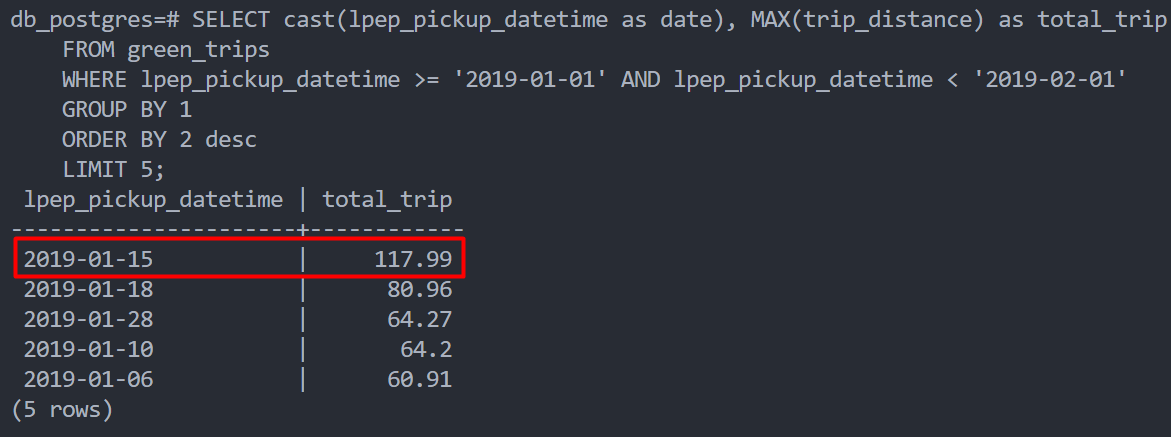 db_postgres=# SELECT cast(lpep_pickup_datetime as date), MAX(trip_distance) as total_trip
FROM green_trips
WHERE lpep_pickup_datetime >= '2019-01-01' AND lpep_pickup_datetime < '2019-02-01'
GROUP BY 1
ORDER BY 2 desc
LIMIT 5;
lpep_pickup_datetime | total_trip
----------------------+------------
2019-01-15 | 117.99
2019-01-18 | 80.96
2019-01-28 | 64.27
2019-01-10 | 64.2
2019-01-06 | 60.91
(5 rows)